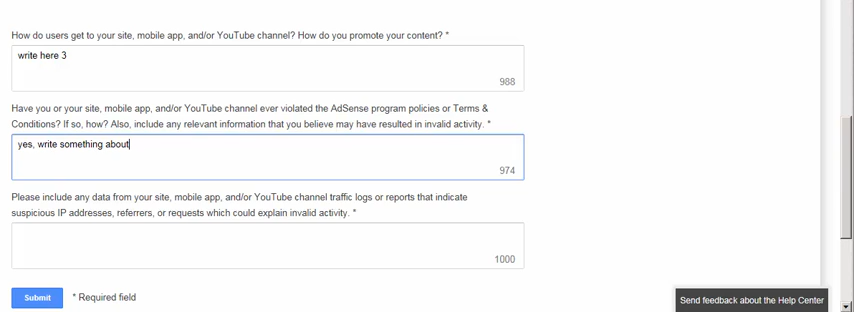 How do users get to your site, mobile app, and/or YouTube channel? How do you promote your content? *
write here 3
988
Have you or your site, mobile app, and/or YouTube channel ever violated the AdSense program policies or Terms &
Conditions? If so, how? Also, include any relevant information that you believe may have resulted in invalid activity. *
yes, write something about
974
Please include any data from your site, mobile app, and/or YouTube channel traffic logs or reports that indicate
suspicious IP addresses, referrers, or requests which could explain invalid activity. *
1000
Submit * Required field
Send feedback about the Help Center